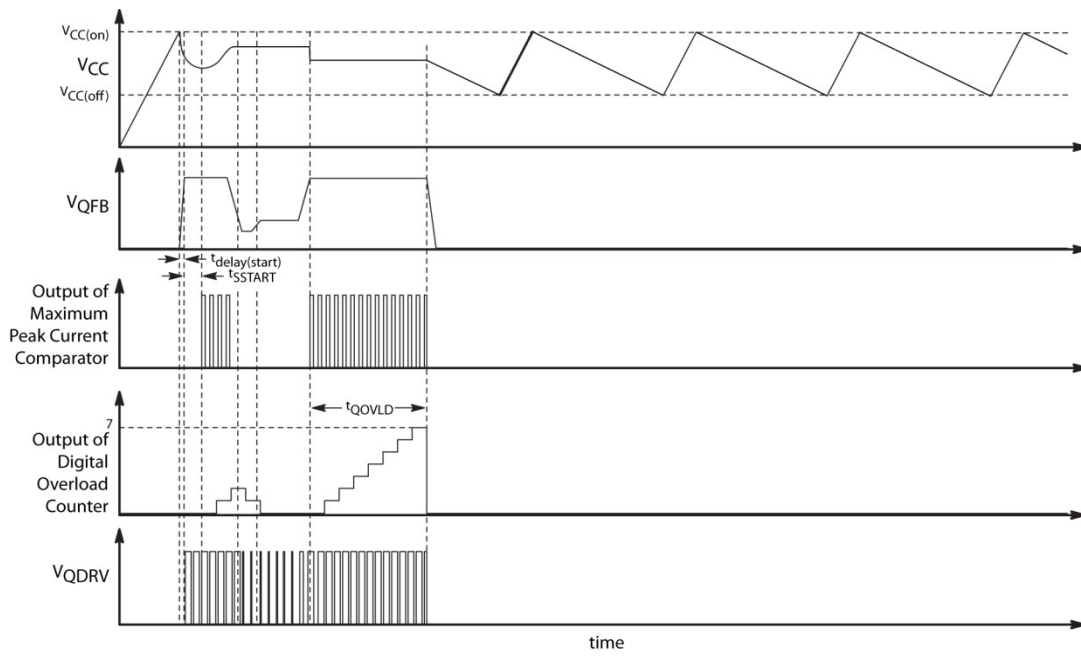 VCC(on)
VCC
VCC(off)
VQFB
tdelay(start)
tSSTART
Output of
Maximum
Peak Current
Comparator
tQOVLD
7
Output of
Digital
Overload
Counter
VQDRV
time